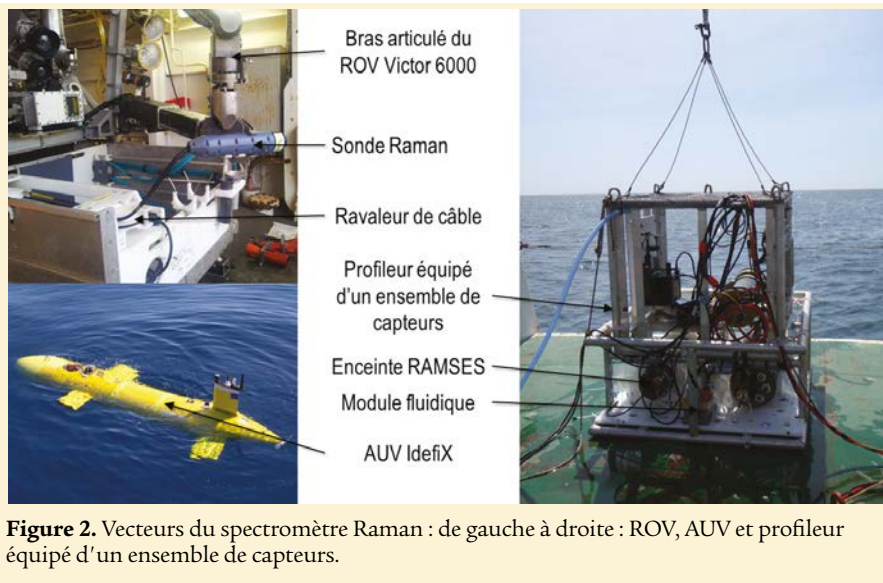 Bras articulé du
ROV Victor 6000
Sonde Raman
Ravaleur de câble
Profileur équipé
d'un ensemble de
capteurs
Enceinte RAMSES
Module fluidique
AUV IdefiX
Figure 2. Vecteurs du spectromètre Raman : de gauche à droite : ROV, AUV et profileur
équipé d'un ensemble de capteurs.